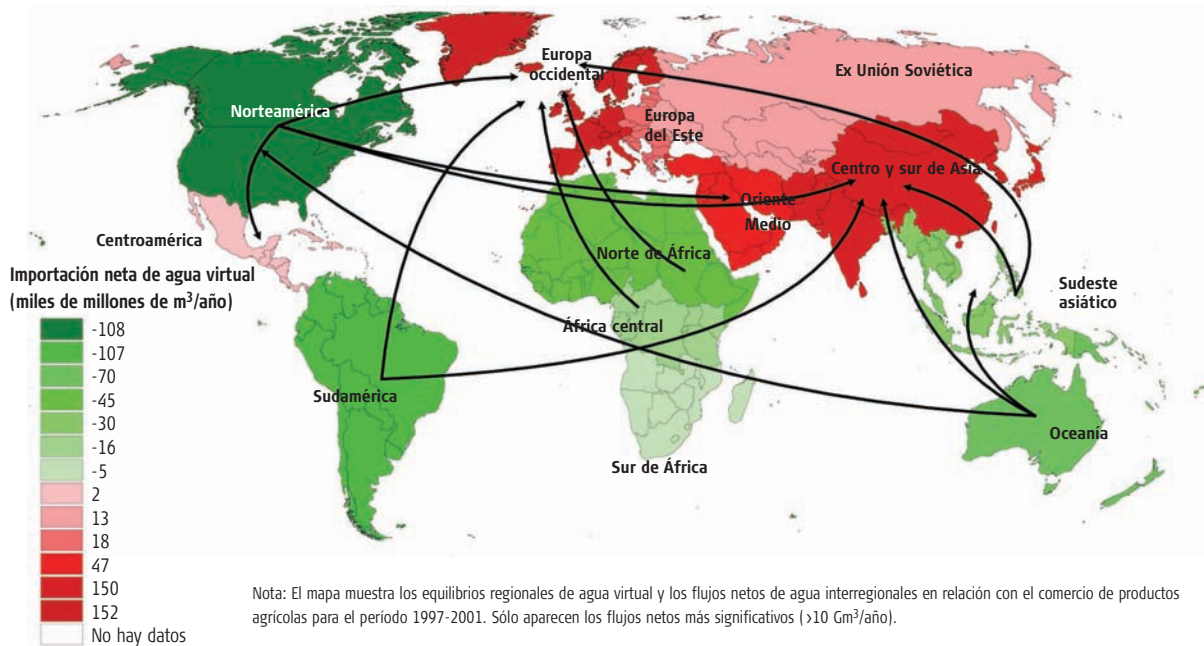 Europa
occidental
Ex Unión Soviética
Norteamérica
Europa
del Este
Centro y sur de Asia
Oriente
Medio
Centroamérica
Norte de África
Importación neta de agua virtual
(miles de millones de m³/año)
Sudeste
asiático
África central
Sudamérica
Oceanía
Sur de África
-108
-107
-70
-45
-30
-16
-5
2
13
18
47
150
152
No hay datos
Nota: El mapa muestra los equilibrios regionales de agua virtual y los flujos netos de agua interregionales en relación con el comercio de productos
agrícolas para el período 1997-2001. Sólo aparecen los flujos netos más significativos (>10 Gm³/año).